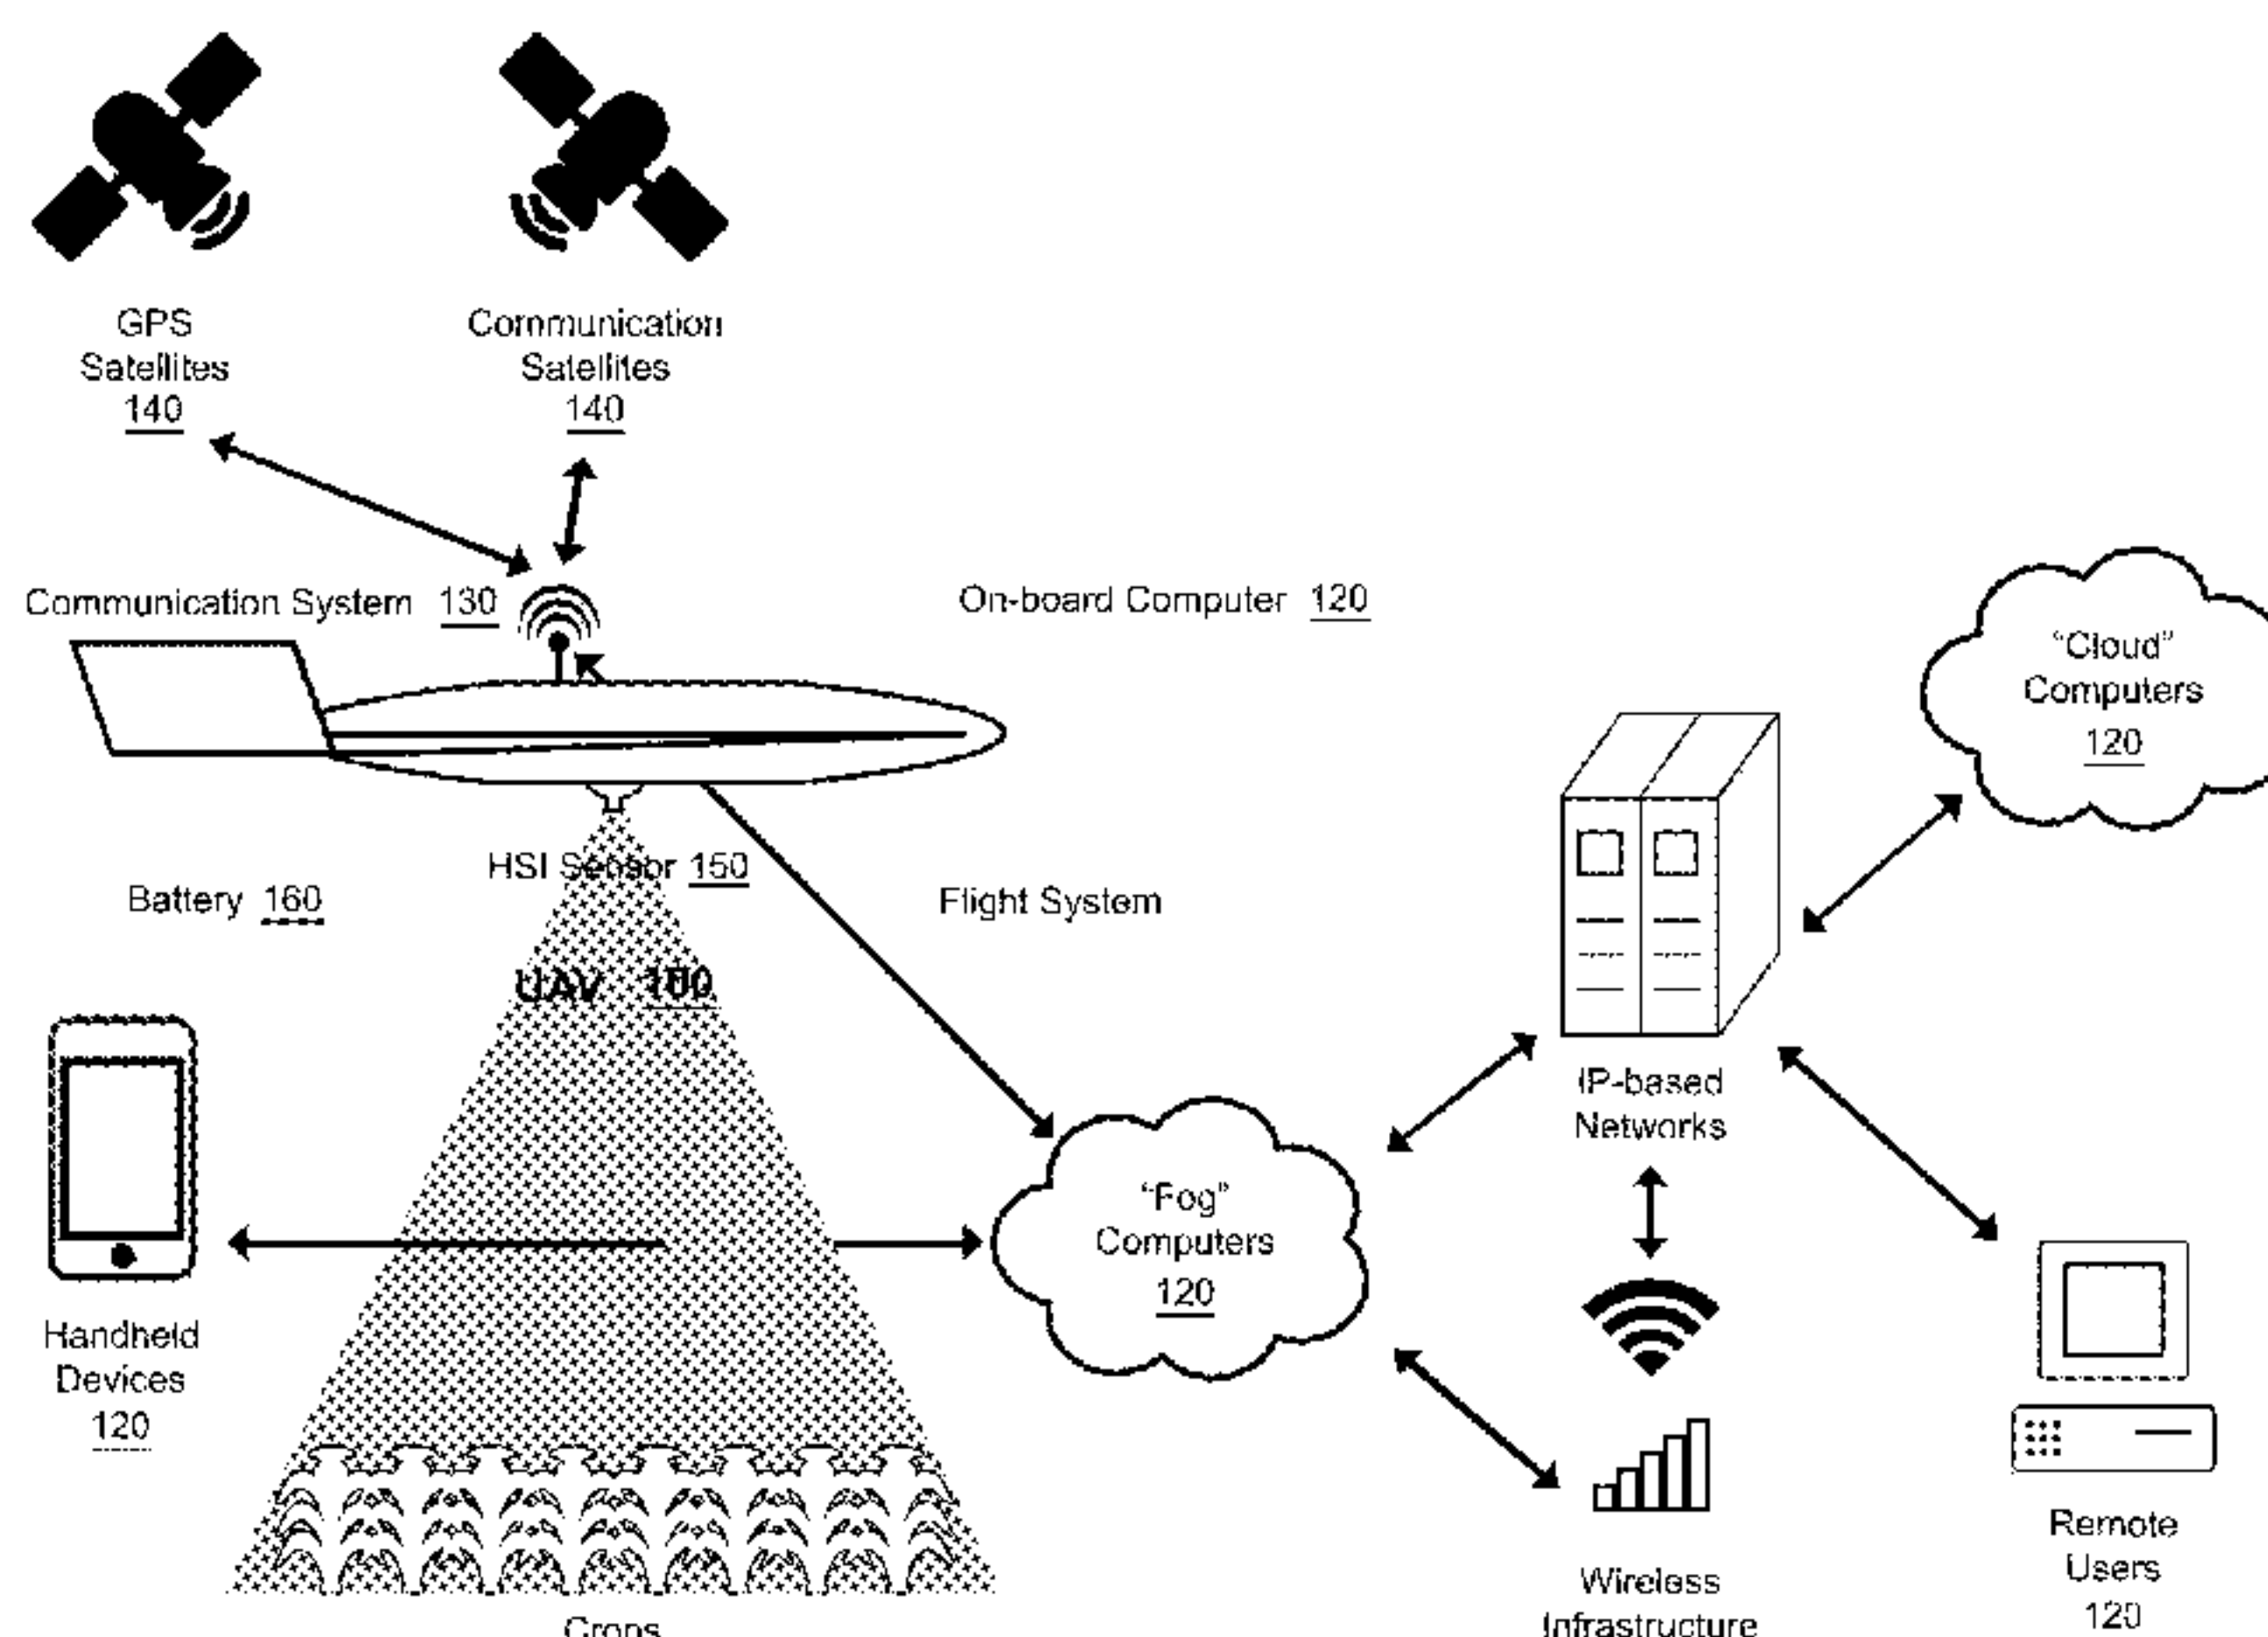 GPS
Satellites
140
Communication
Satellites
140
Communication System 130
On-board Computer 120
"Cloud"
Computers
120
HSI Sensor 150
Battery 160
Flight System
UAV 100
IP-based
Networks
"Fog"
Computers
120
Handheld
Devices
120
Remote
Users
120
Wireless
Infrastructure
Crops